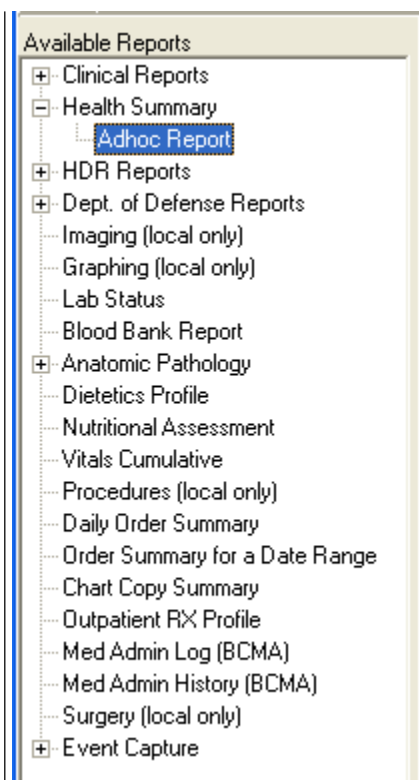 Available Reports
Clinical Reports
Health Summary
Adhoc Report
HDR Reports
Dept. of Defense Reports
Imaging (local only)
Graphing (local only)
Lab Status
Blood Bank Report
Anatomic Pathology
Dietetics Profile
Nutritional Assessment
Vitals Cumulative
Procedures (local only)
Daily Order Summary
Order Summary for a Date Range
Chart Copy Summary
Outpatient RX Profile
Med Admin Log (BCMA)
Med Admin History (BCMA)
Surgery (local only)
Event Capture